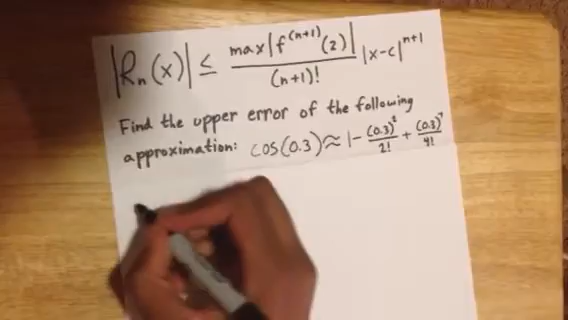 |Rₙ(x)| ≤ max|f⁽ⁿ⁺¹⁾(z)| / (n+1)! |x-c|ⁿ⁺¹
Find the upper error of the following
approximation: cos(0.3) ≈ 1 - (0.3)²/2! + (0.3)⁴/4!